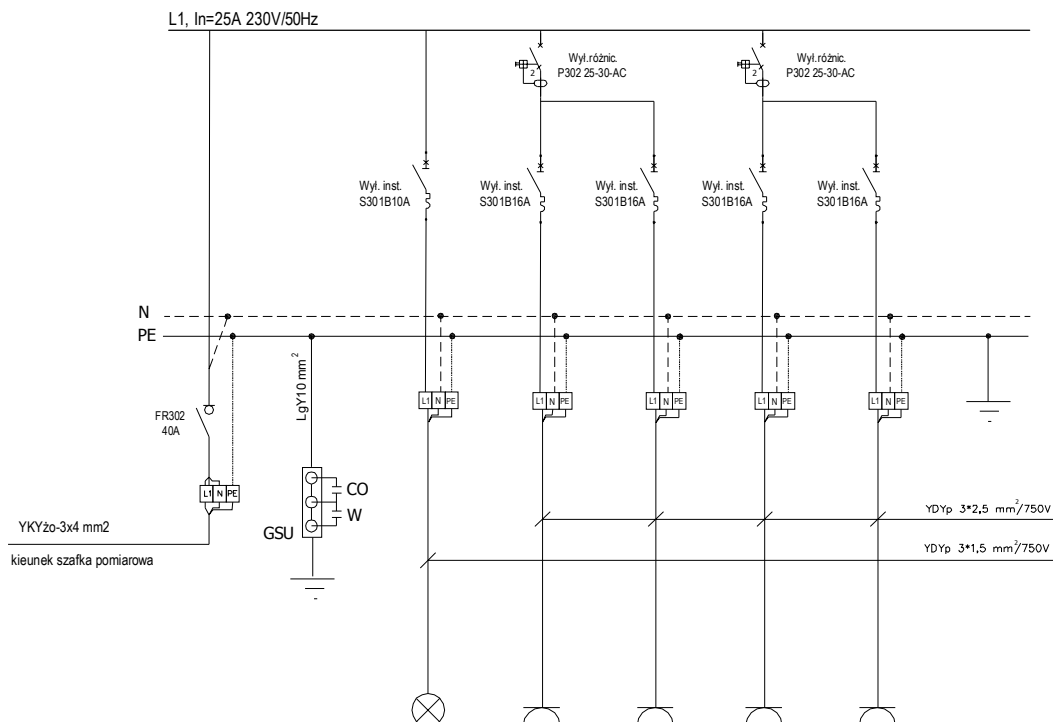 L1, In=25A 230V/50Hz
Wył.różnic.
P302 25-30-AC
2
Wył.różnic.
P302 25-30-AC
2
Wył. inst.
S301B10A
Wył. inst.
S301B16A
Wył. inst.
S301B16A
Wył. inst.
S301B16A
Wył. inst.
S301B16A
N
PE
LgY10 mm²
L1 N PE
L1 N PE
L1 N PE
L1 N PE
L1 N PE
FR302
40A
L1 N PE
CO
W
GSU
YKYżo-3x4 mm2
kieunek szafka pomiarowa
YDYp 3*2,5 mm²/750V
YDYp 3*1,5 mm²/750V